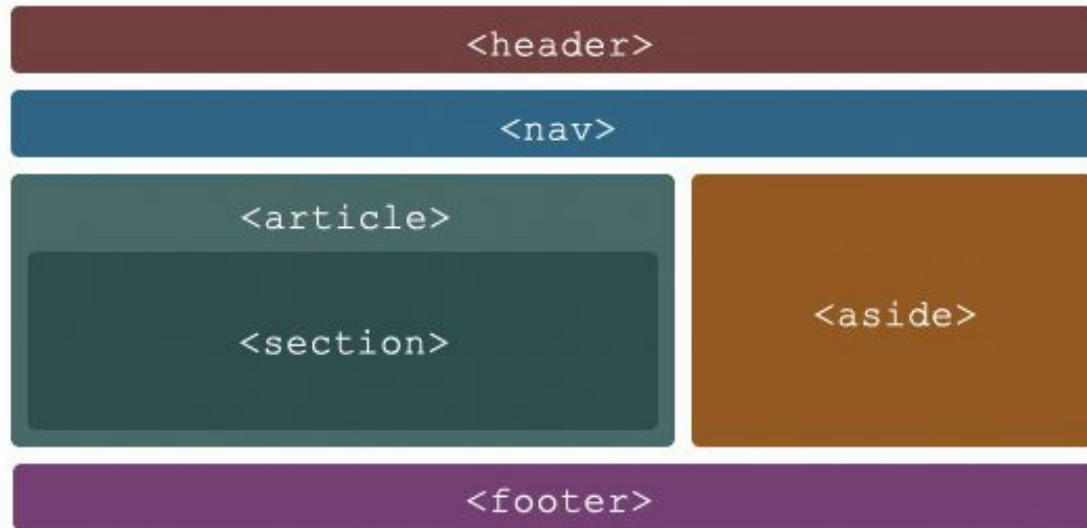 <header>
<nav>
<article>
<section>
<aside>
<footer>